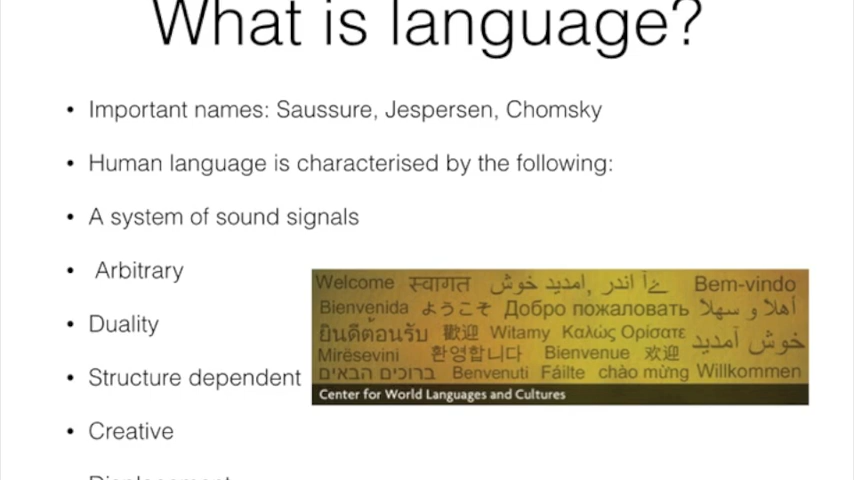 What is language?
• Important names: Saussure, Jespersen, Chomsky
• Human language is characterised by the following:
• A system of sound signals
• Arbitrary
• Duality
• Structure dependent
• Creative
Displacement
Welcome स्वागत خوش امدید, Bem-vindo
Bienvenida ようこそ Добро пожаловать أهلا و سهلا
ยินดีต้อนรับ 歡迎 Witamy Καλώς Ορίσατε خوش آمدید
Mirësevini 환영합니다 Bienvenue 欢迎
ברוכים הבאים Benvenuti Fáilte chào mừng Willkommen
Center for World Languages and Cultures